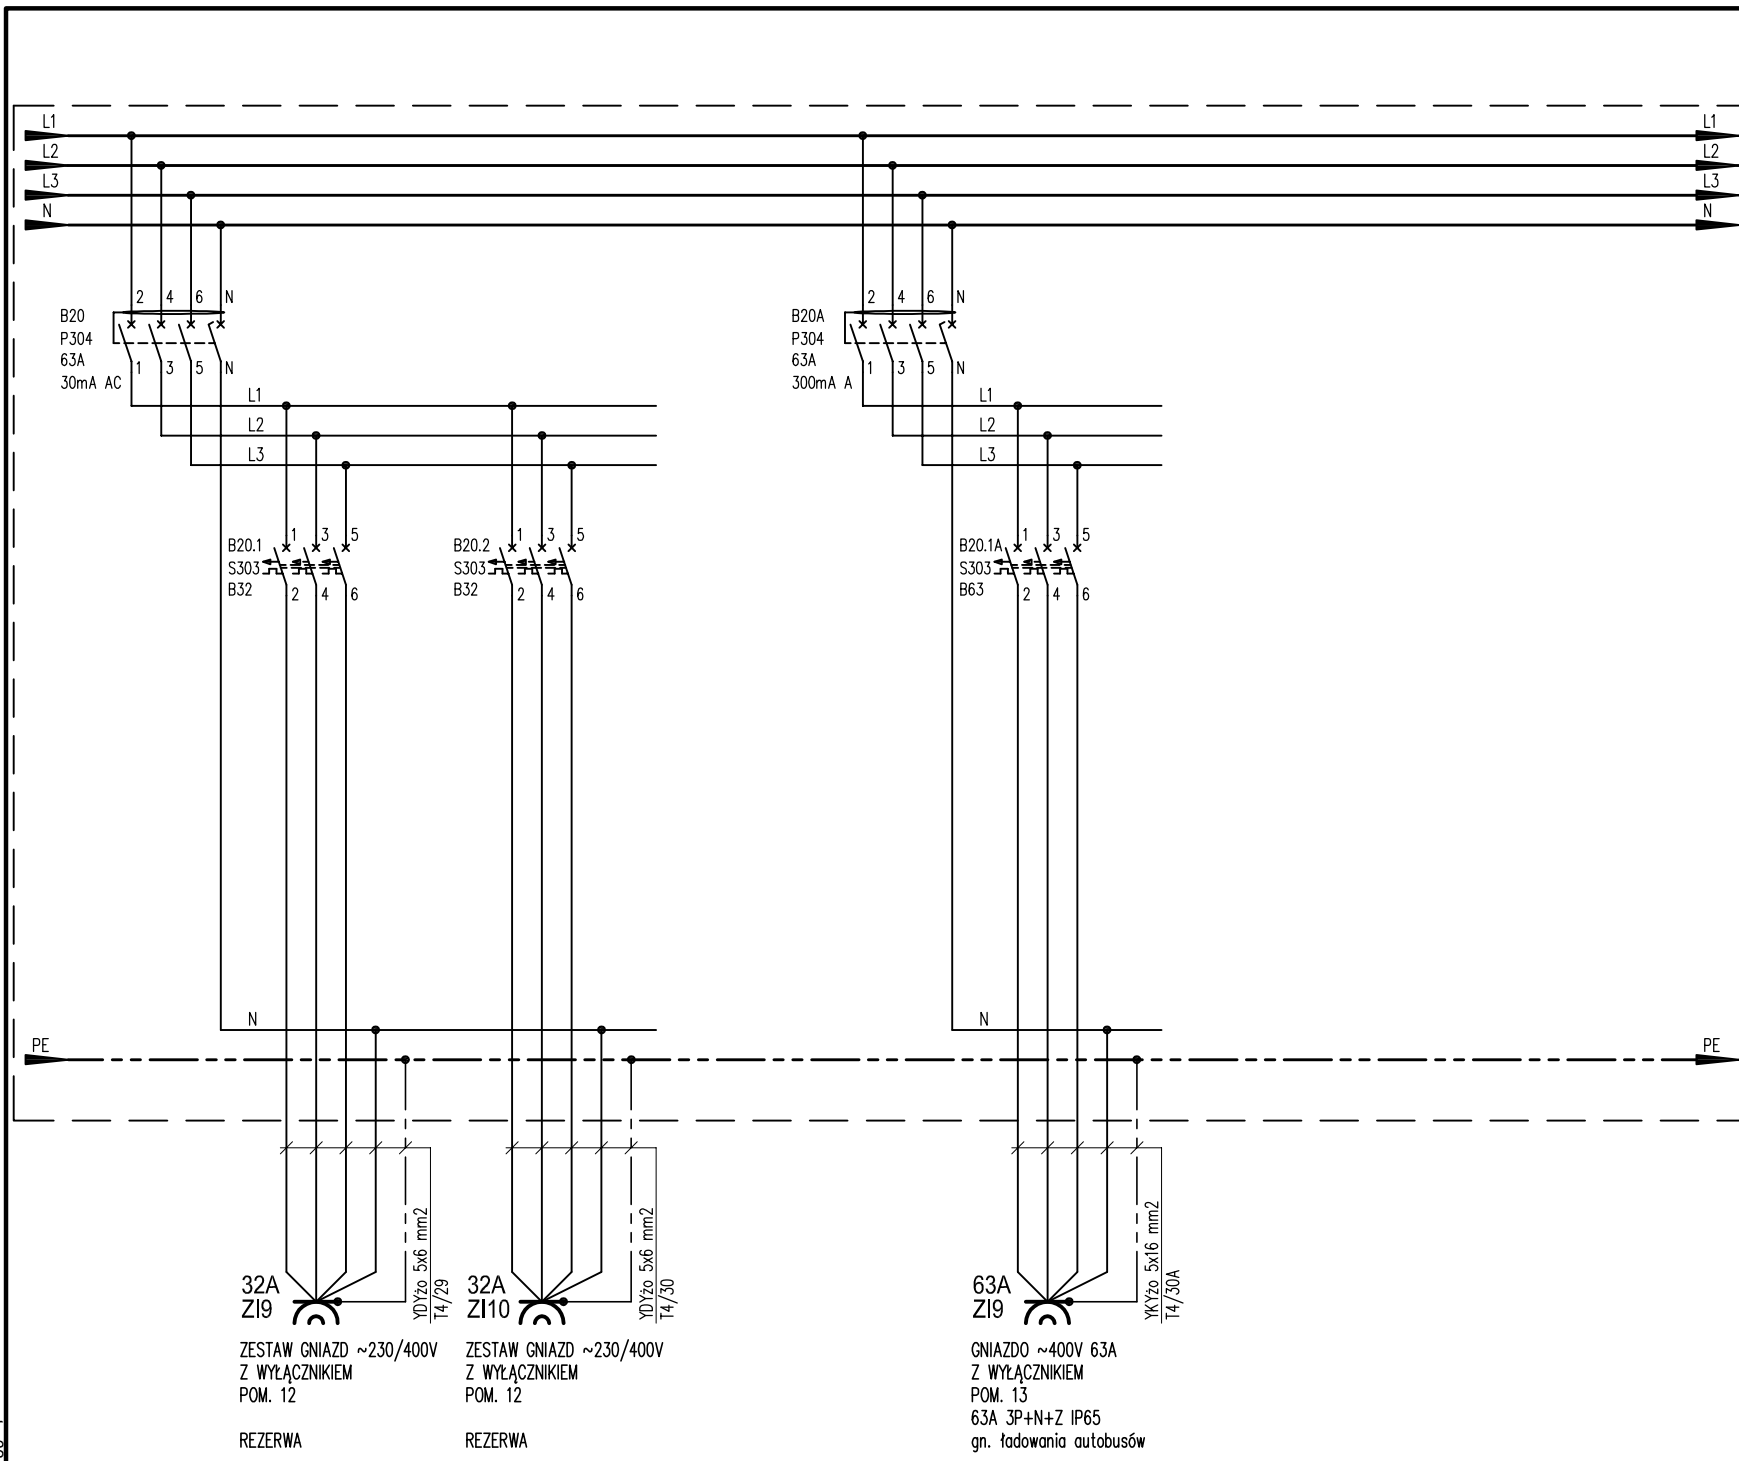 L1
L1
L2
L2
L3
L3
N
N
2 4 6 N
B20
P304
63A
30mA AC
1 3 5 N
2 4 6 N
B20A
P304
63A
300mA A
1 3 5 N
L1
L2
L3
L1
L2
L3
1 3 5
B20.1
S303
B32
2 4 6
1 3 5
B20.2
S303
B32
2 4 6
1 3 5
B20.1A
S303
B63
2 4 6
N
N
PE
PE
YDYżo 5x6 mm2
T4/29
YDYżo 5x6 mm2
T4/30
YKYżo 5x16 mm2
T4/30A
32A
ZI9
ZESTAW GNIAZD ~230/400V
Z WYŁĄCZNIKIEM
POM. 12
REZERWA
32A
ZI10
ZESTAW GNIAZD ~230/400V
Z WYŁĄCZNIKIEM
POM. 12
REZERWA
63A
ZI9
GNIAZDO ~400V 63A
Z WYŁĄCZNIKIEM
POM. 13
63A 3P+N+Z IP65
gn. ładowania autobusów